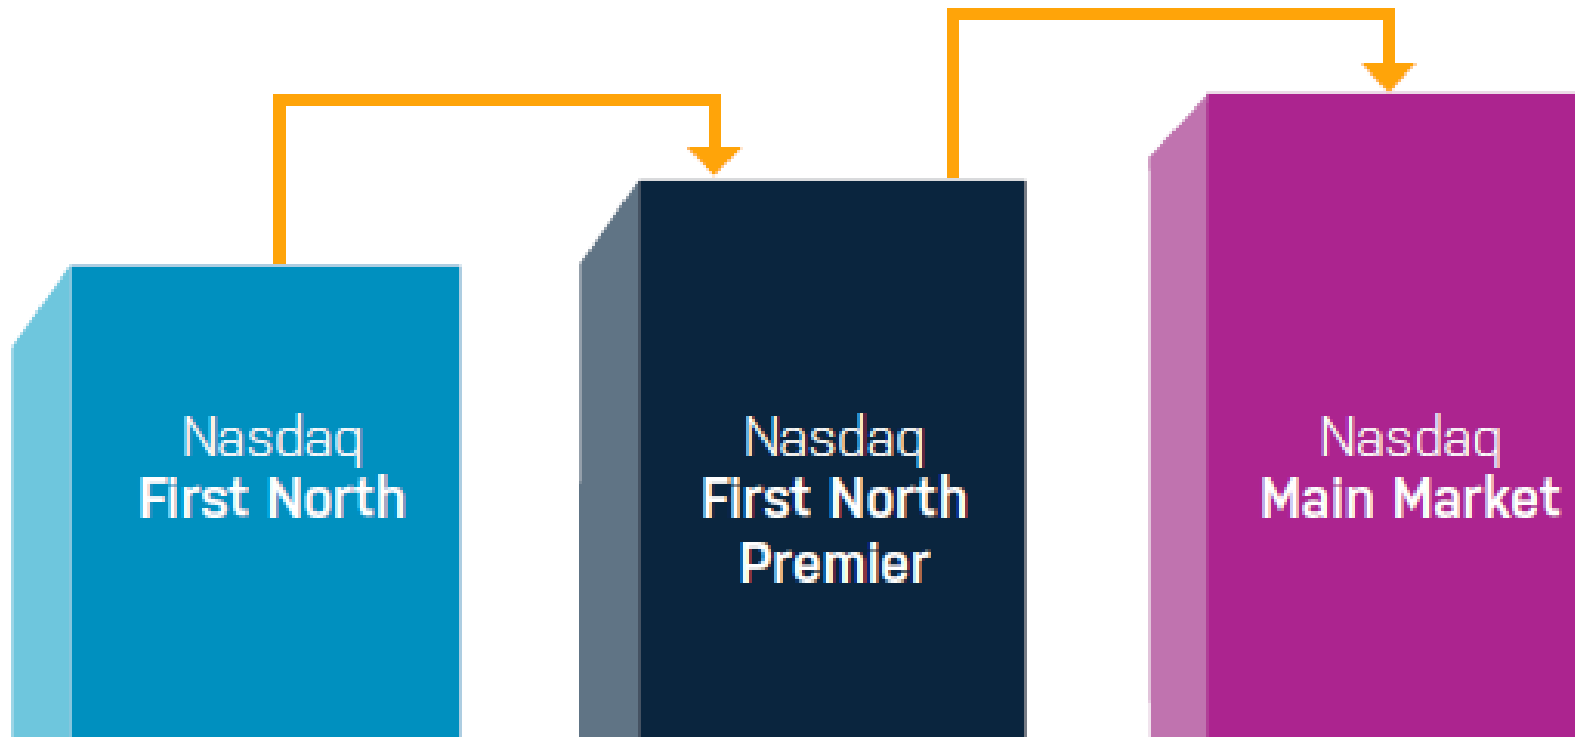 Nasdaq
First North
Nasdaq
First North
Premier
Nasdaq
Main Market